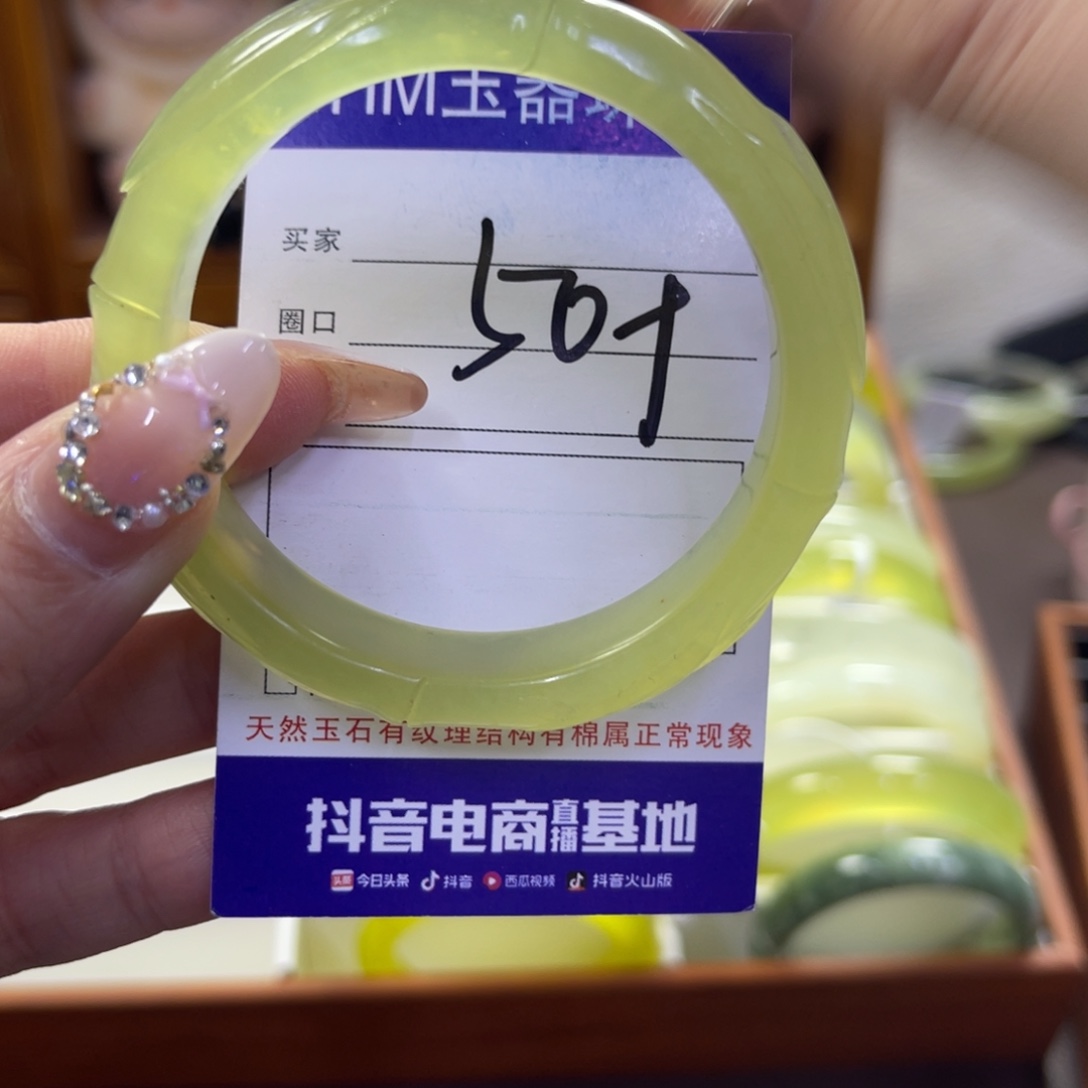 HM玉器
买家
圈口
50+
天然玉石有纹理结构有棉属正常现象
抖音电商直播基地
头条 今日头条 抖音 西瓜视频 抖音火山版